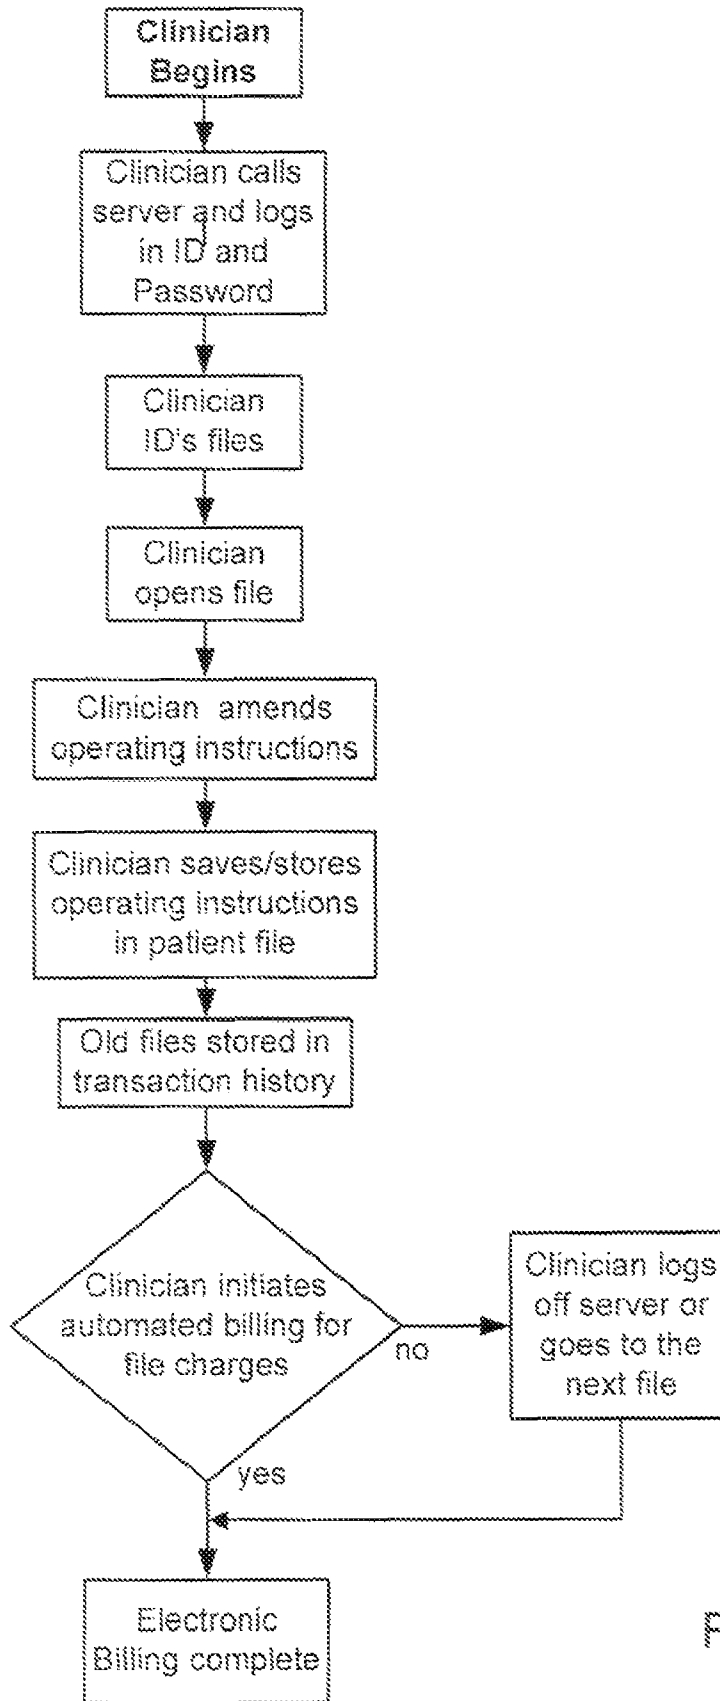 Clinician
Begins
Clinician calls
server and logs
in ID and
Password
Clinician
ID's files
Clinician
opens file
Clinician amends
operating instructions
Clinician saves/stores
operating instructions
in patient file
Old files stored in
transaction history
Clinician initiates
automated billing for
file charges
no
Clinician logs
off server or
goes to the
next file
yes
Electronic
Billing complete